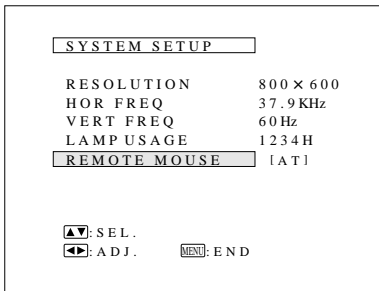 SYSTEM SETUP
RESOLUTION 800 × 600
HOR FREQ 37.9KHz
VERT FREQ 60Hz
LAMP USAGE 1234H
REMOTE MOUSE [AT]
▲▼:SEL.
◀▶:ADJ. MENU:END